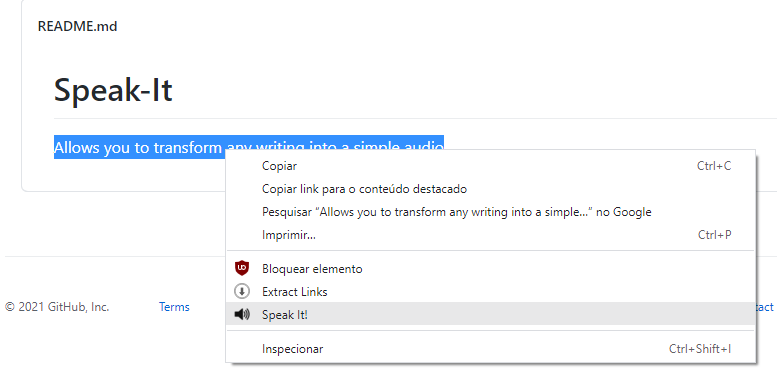 README.md
Speak-It
Allows you to transform any writing into a simple audio
Copiar Ctrl+C
Copiar link para o conteúdo destacado
Pesquisar “Allows you to transform any writing into a simple...” no Google
Imprimir... Ctrl+P
Bloquear elemento
Extract Links
Speak It!
Inspecionar Ctrl+Shift+I
© 2021 GitHub, Inc. Terms